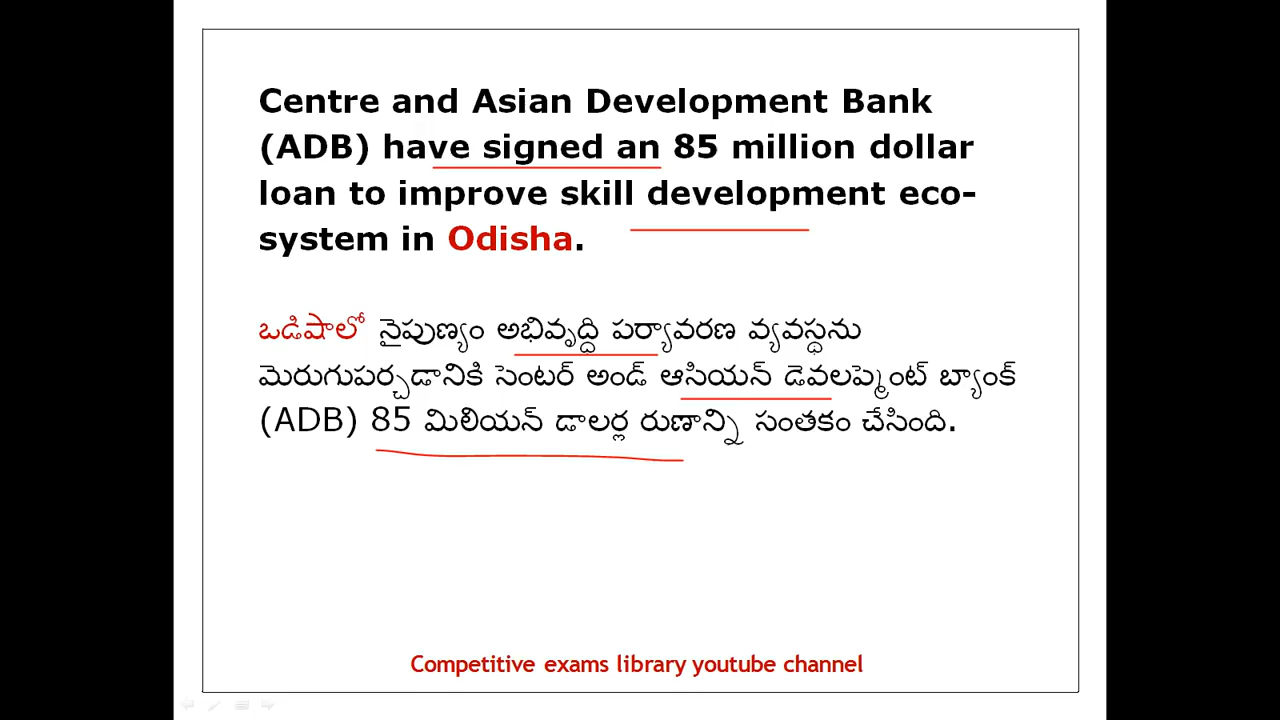 Centre and Asian Development Bank
(ADB) have signed an 85 million dollar
loan to improve skill development eco-
system in Odisha.
ఒడిషాలో నైపుణ్యం అభివృద్ది పర్యావరణ వ్యవస్థను
మెరుగుపర్చడానికి సెంటర్ అండ్ ఆసియన్ డెవలప్మెంట్ బ్యాంక్
(ADB) 85 మిలియన్ డాలర్ల రుణాన్ని సంతకం చేసింది.
Competitive exams library youtube channel